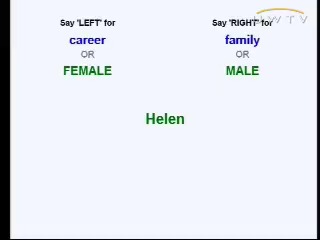 Say 'LEFT' for
Say 'RIGHT' for
career
family
OR
OR
FEMALE
MALE
Helen